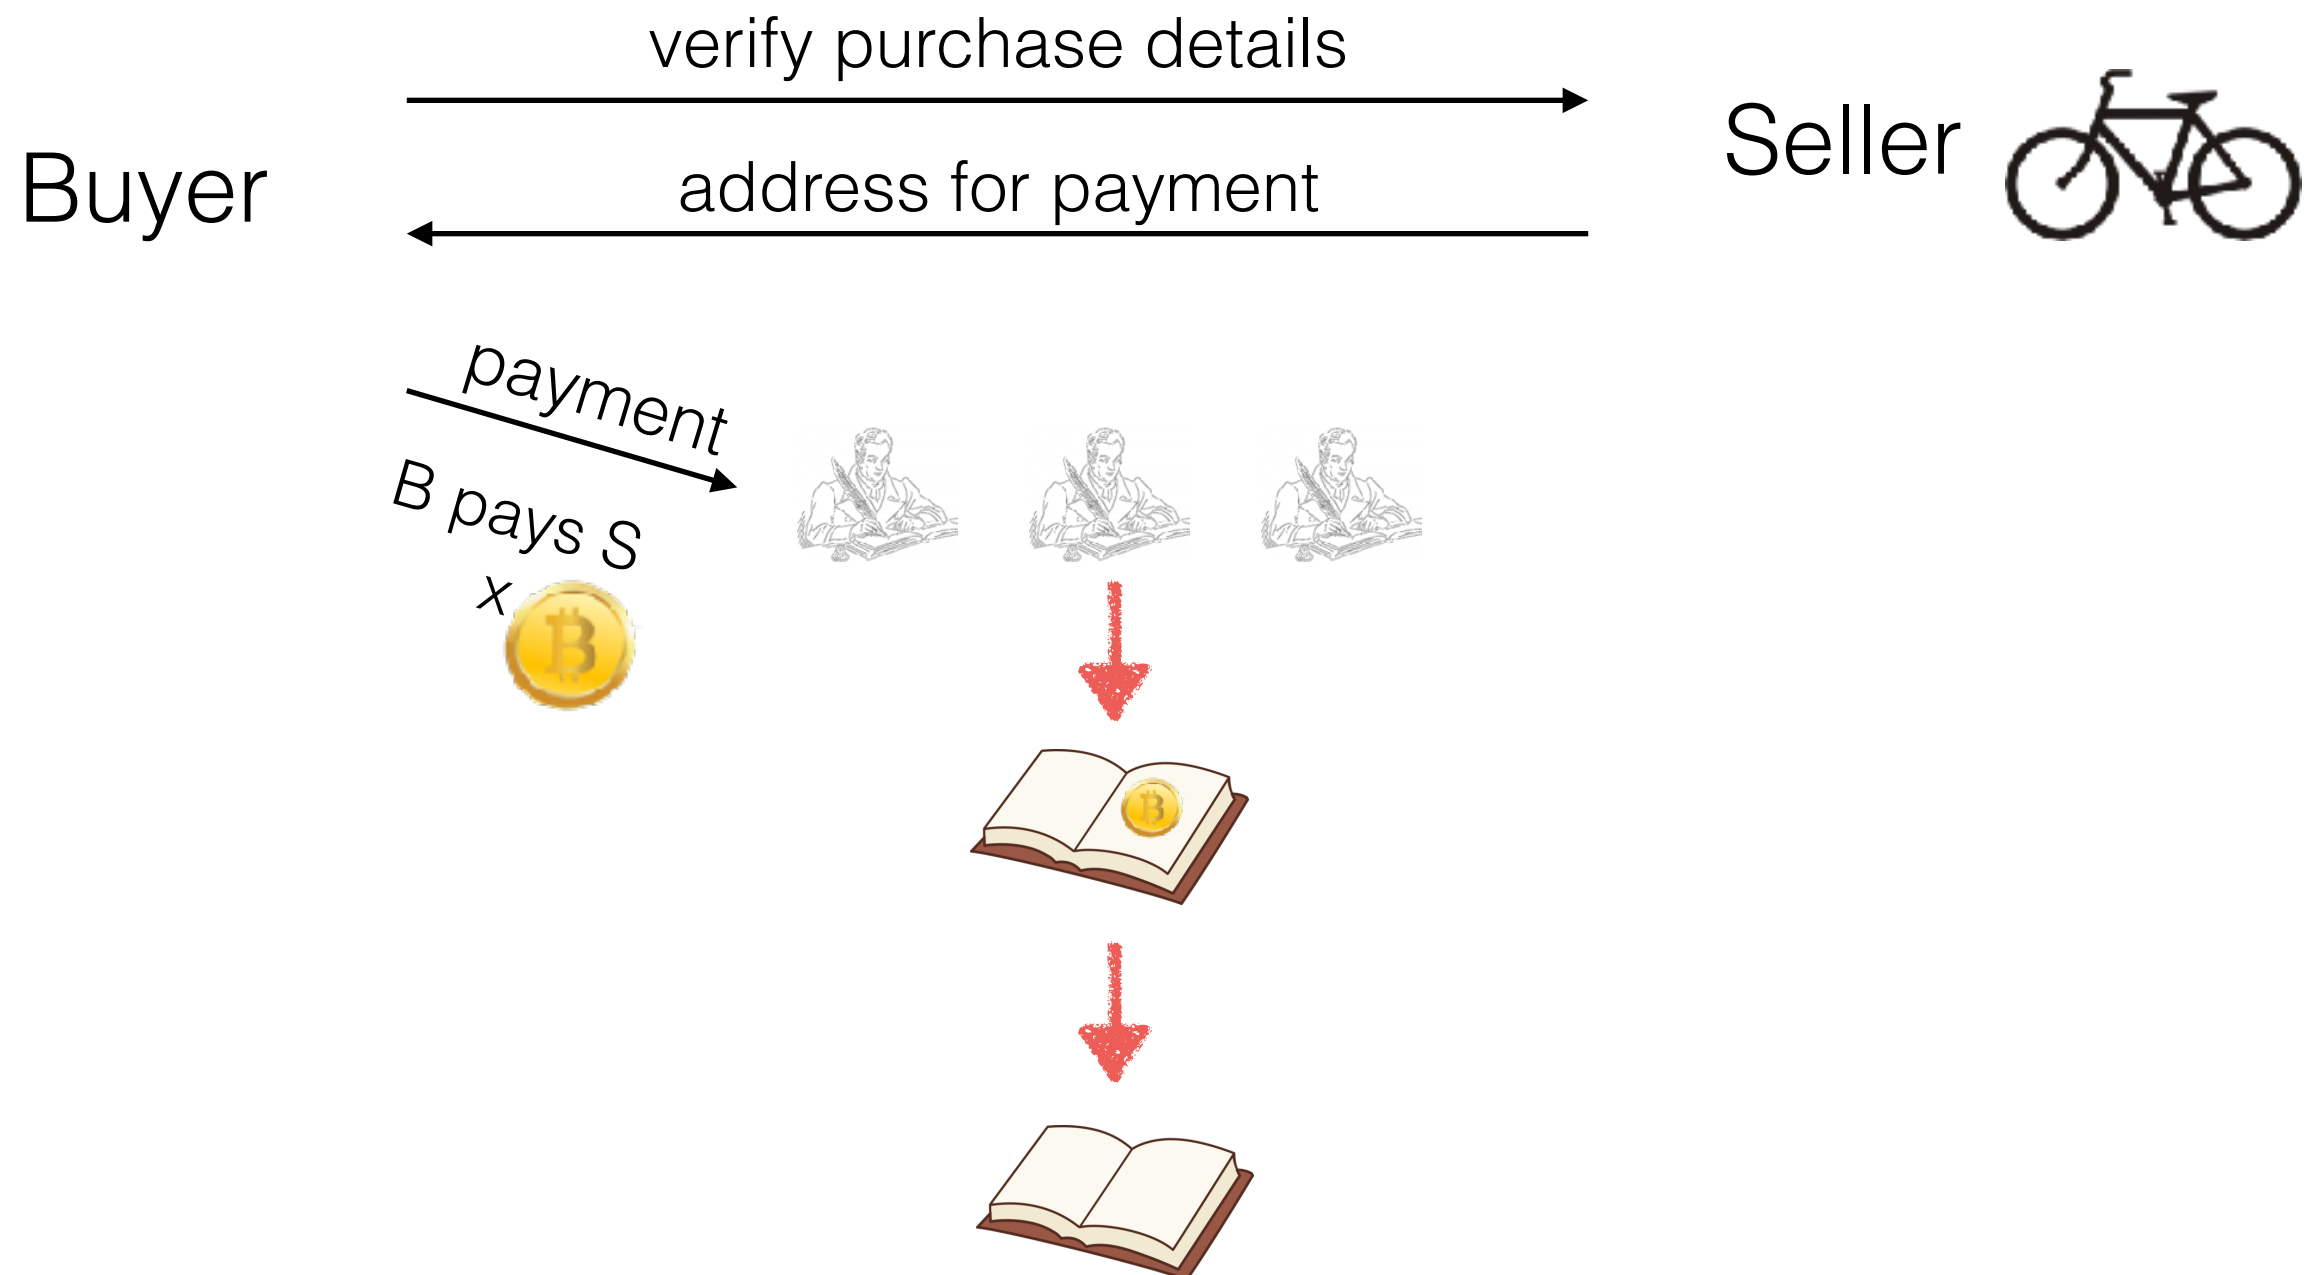 verify purchase details
Seller
Buyer
address for payment
payment
B pays S
x